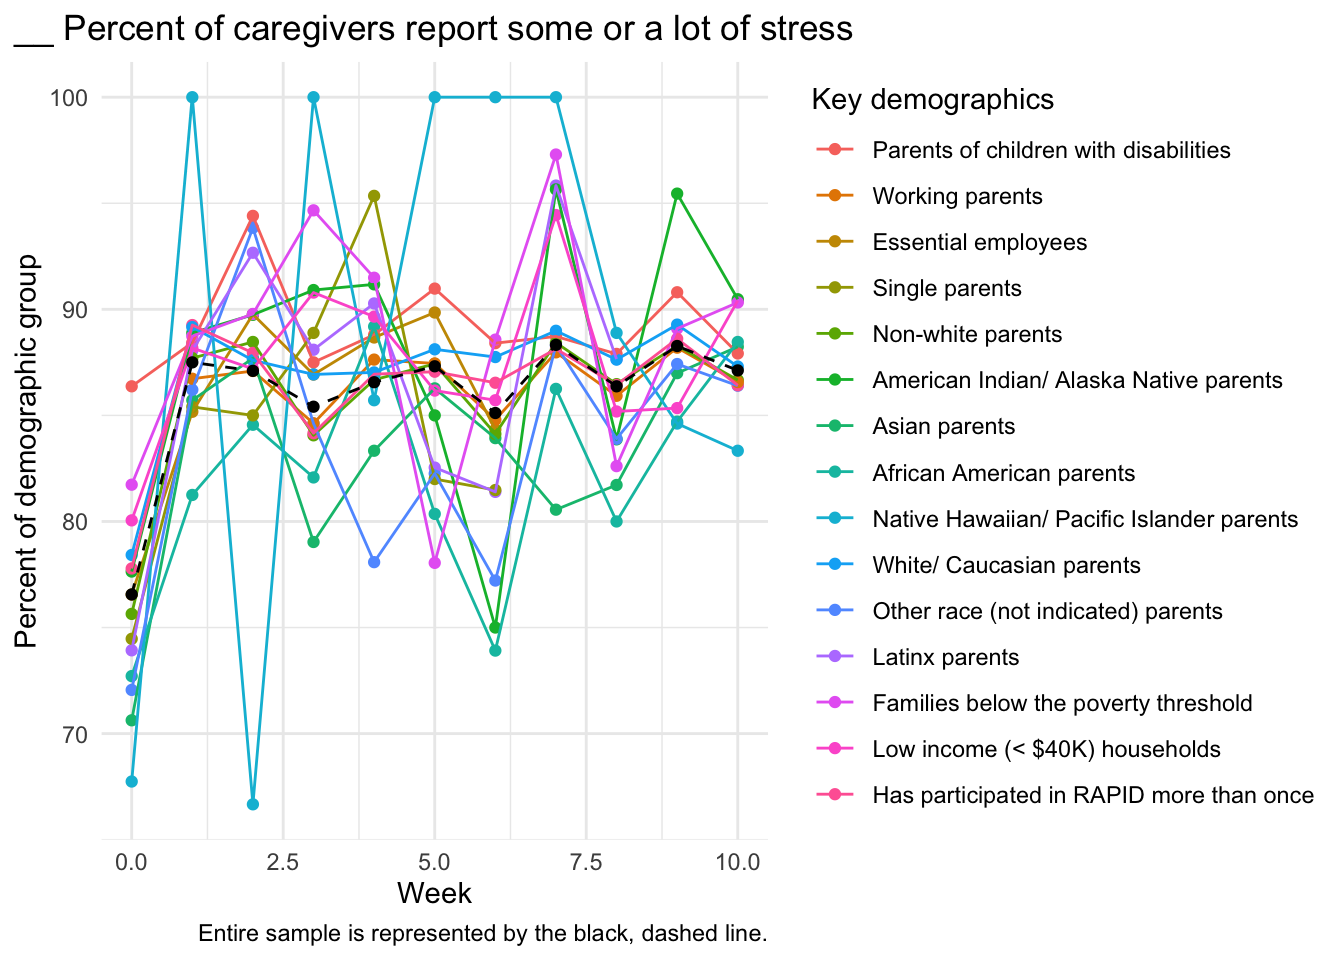 __ Percent of caregivers report some or a lot of stress
Percent of demographic group
100
90
80
70
0.0 2.5 5.0 7.5 10.0
Week
Entire sample is represented by the black, dashed line.
Key demographics
Parents of children with disabilities
Working parents
Essential employees
Single parents
Non-white parents
American Indian/ Alaska Native parents
Asian parents
African American parents
Native Hawaiian/ Pacific Islander parents
White/ Caucasian parents
Other race (not indicated) parents
Latinx parents
Families below the poverty threshold
Low income (< $40K) households
Has participated in RAPID more than once